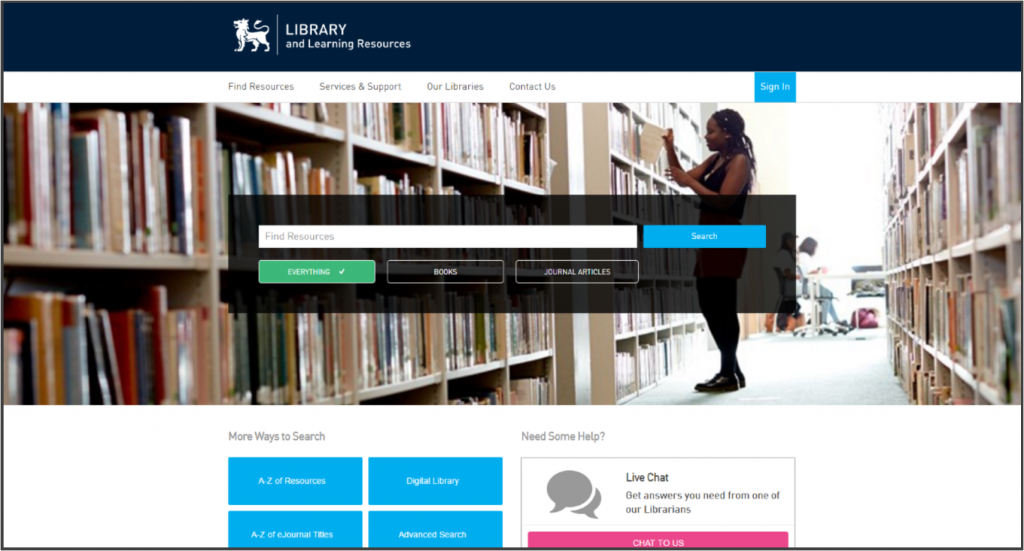 LIBRARY
and Learning Resources
Find Resources
Services & Support
Our Libraries
Contact Us
Sign In
Find Resources
Search
EVERYTHING ✔
BOOKS
JOURNAL ARTICLES
More Ways to Search
Need Some Help?
A-Z of Resources
Digital Library
Live Chat
Get answers you need from one of
our Librarians
A-Z of eJournal Titles
Advanced Search
CHAT TO US